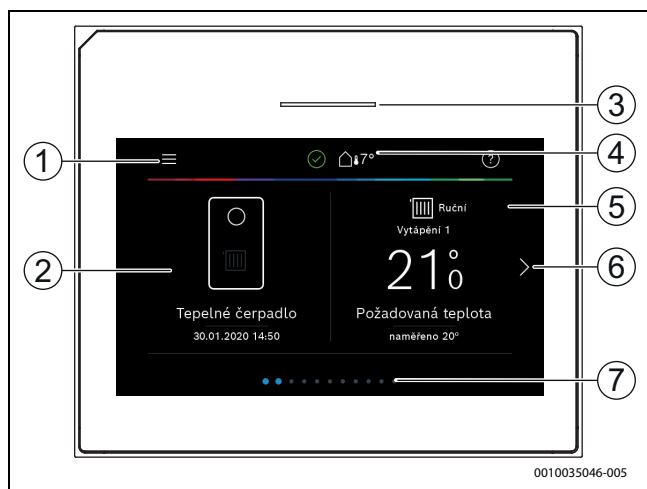 3
1
4
7°
?
5
Ruční
Vytápění 1
2
21°0
6
Tepelné čerpadlo
Požadovaná teplota
30.01.2020 14:50
naměřeno 20°
7
0010035046-005